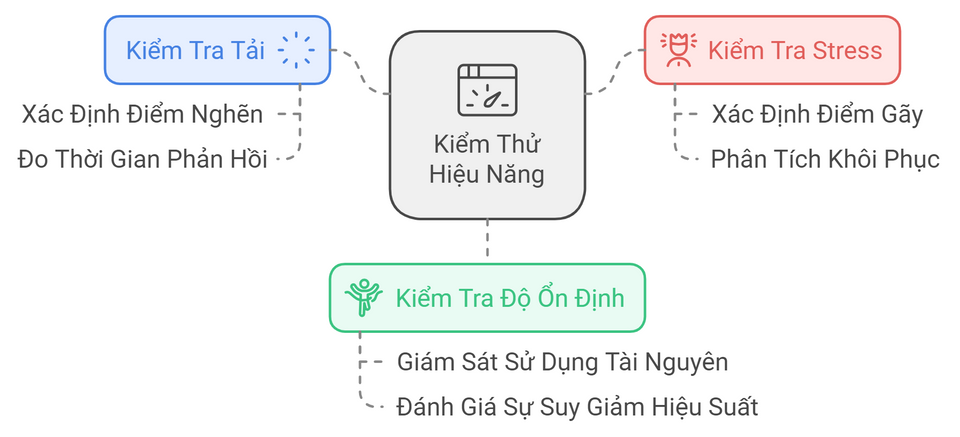 Kiểm Tra Tải
Xác Định Điểm Nghẽn
Đo Thời Gian Phản Hồi
Kiểm Thử
Hiệu Năng
Kiểm Tra Stress
Xác Định Điểm Gãy
Phân Tích Khôi Phục
Kiểm Tra Độ Ổn Định
Giám Sát Sử Dụng Tài Nguyên
Đánh Giá Sự Suy Giảm Hiệu Suất